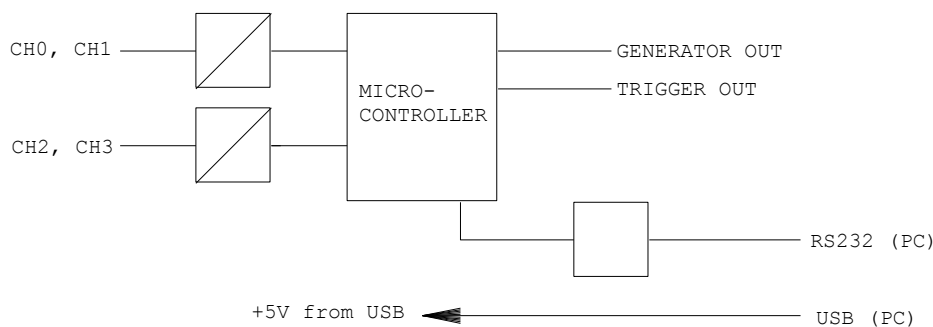 CH0, CH1
GENERATOR OUT
MICRO-
CONTROLLER
TRIGGER OUT
CH2, CH3
RS232 (PC)
+5V from USB
USB (PC)